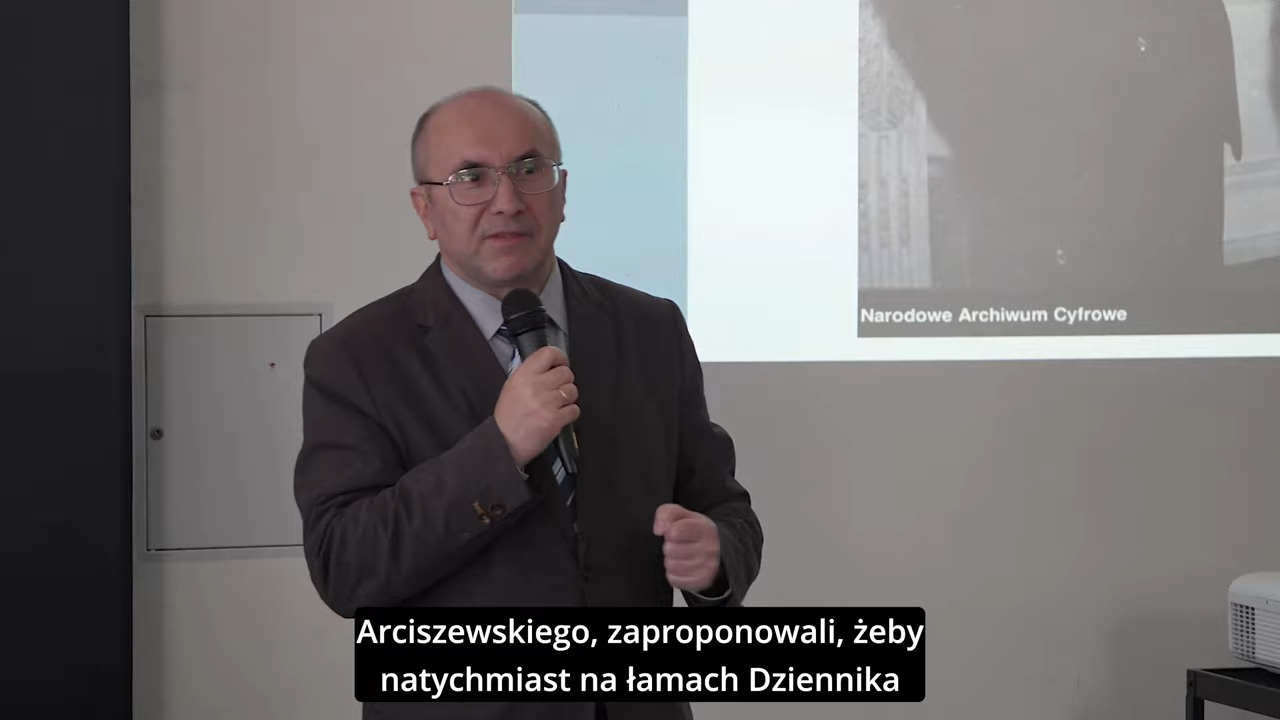 Narodowe Archiwum Cyfrowe
Arciszewskiego, zaproponowali, żeby
natychmiast na łamach Dziennika